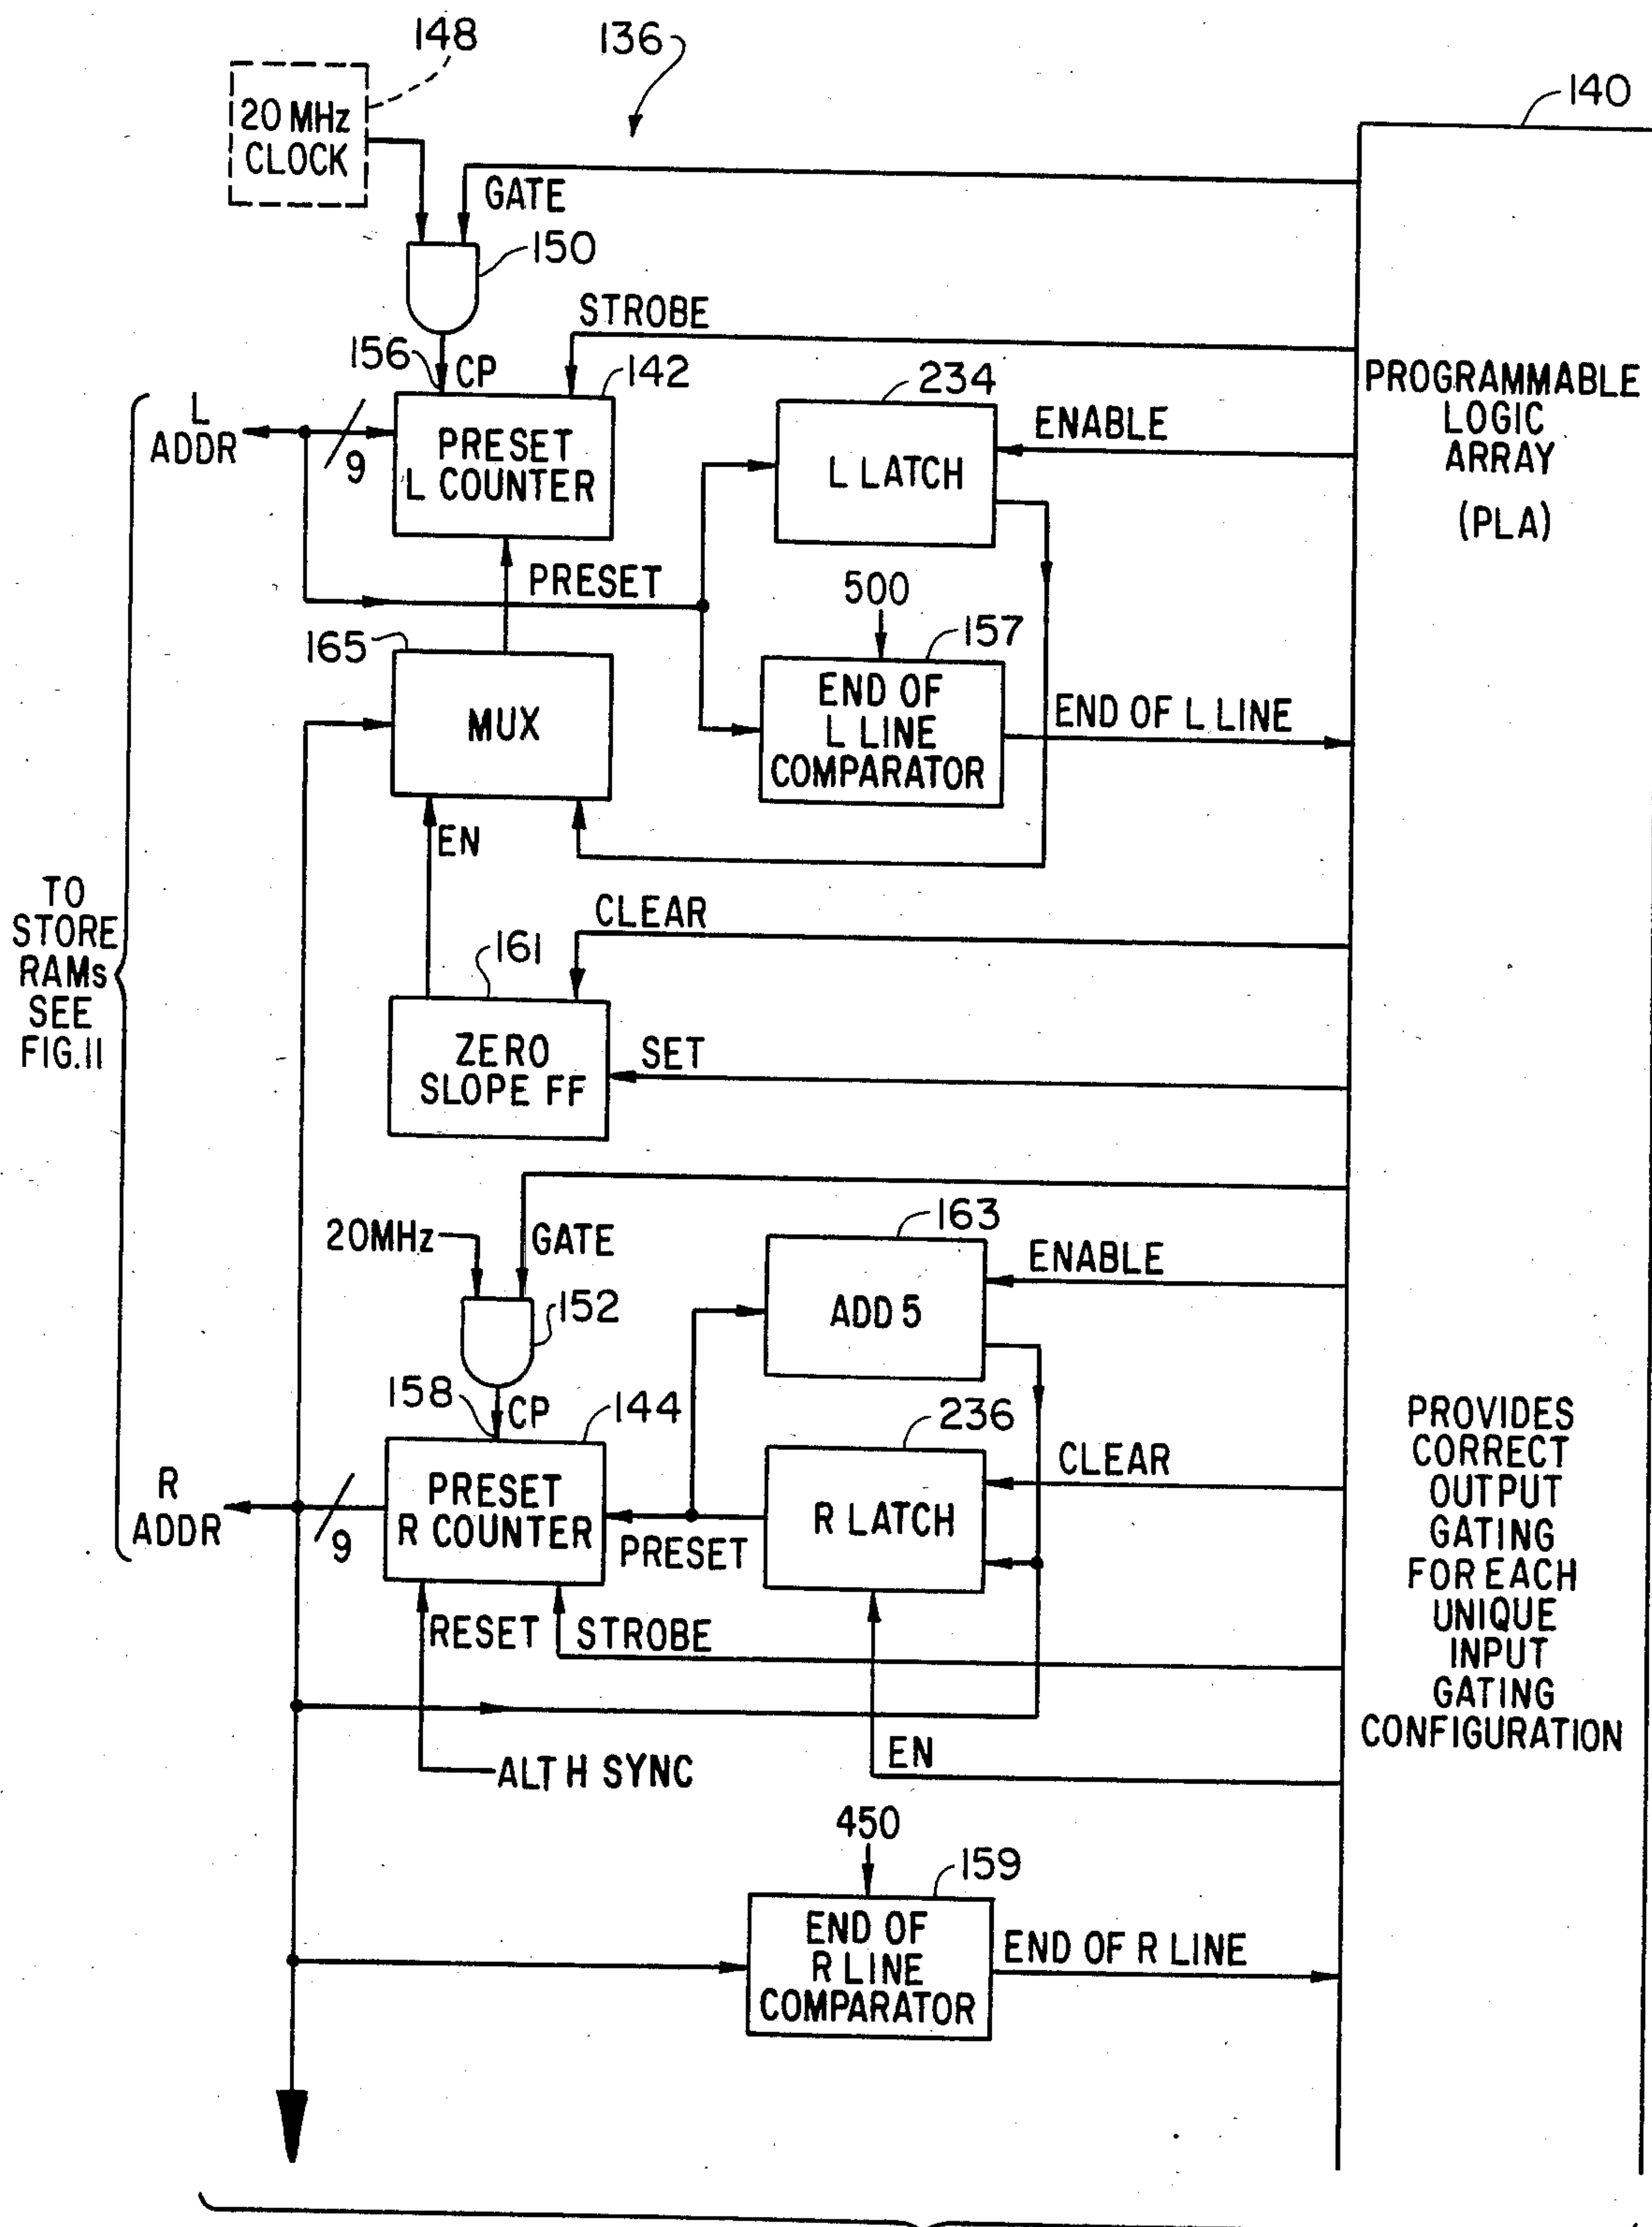 148
136
140
20 MHz
CLOCK
GATE
150
STROBE
156
CP
142
234
L
ADDR
9
PRESET
L COUNTER
L LATCH
ENABLE
PROGRAMMABLE
LOGIC
ARRAY
(PLA)
PRESET
500
157
165
MUX
END OF
L LINE
COMPARATOR
END OF L LINE
EN
TO
STORE
RAMs
SEE
FIG.11
CLEAR
161
ZERO
SLOPE FF
SET
20MHz
GATE
163
ADD 5
ENABLE
152
158
CP
144
236
R
ADDR
9
PRESET
R COUNTER
PRESET
R LATCH
CLEAR
PROVIDES
CORRECT
OUTPUT
GATING
FOR EACH
UNIQUE
INPUT
GATING
CONFIGURATION
RESET
STROBE
ALT H SYNC
EN
450
159
END OF
R LINE
COMPARATOR
END OF R LINE